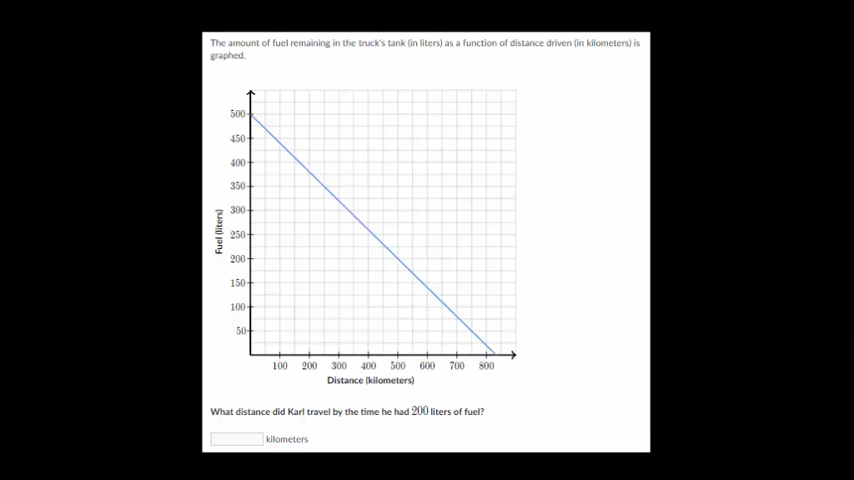 The amount of fuel remaining in the truck's tank (in liters) as a function of distance driven (in kilometers) is
graphed.
500
450
400
350
300
250
200
150
100
50
Fuel (liters)
100 200 300 400 500 600 700 800
Distance (kilometers)
What distance did Karl travel by the time he had 200 liters of fuel?
kilometers